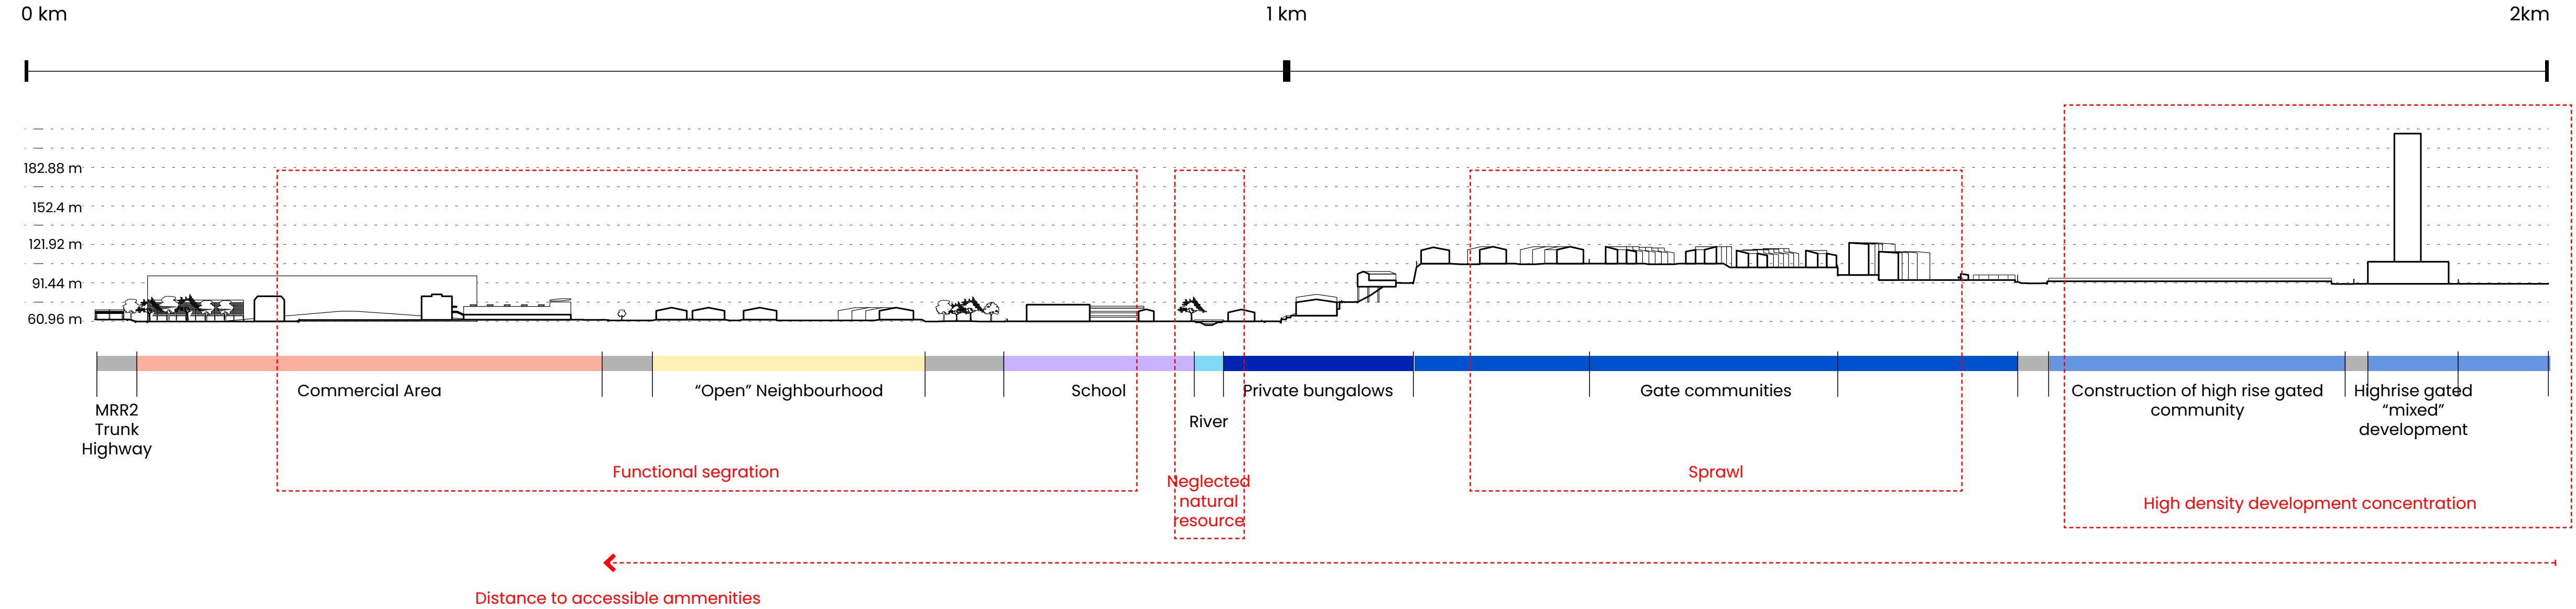 0 km
1 km
2km
182.88 m
152.4 m
121.92 m
91.44 m
60.96 m
Commercial Area
“Open” Neighbourhood
School
Private bungalows
Gate communities
Construction of high rise gated
community
Highrise gated
“mixed”
development
MRR2
Trunk
Highway
River
Functional segration
Neglected
natural
resource
Sprawl
High density development concentration
Distance to accessible ammenities